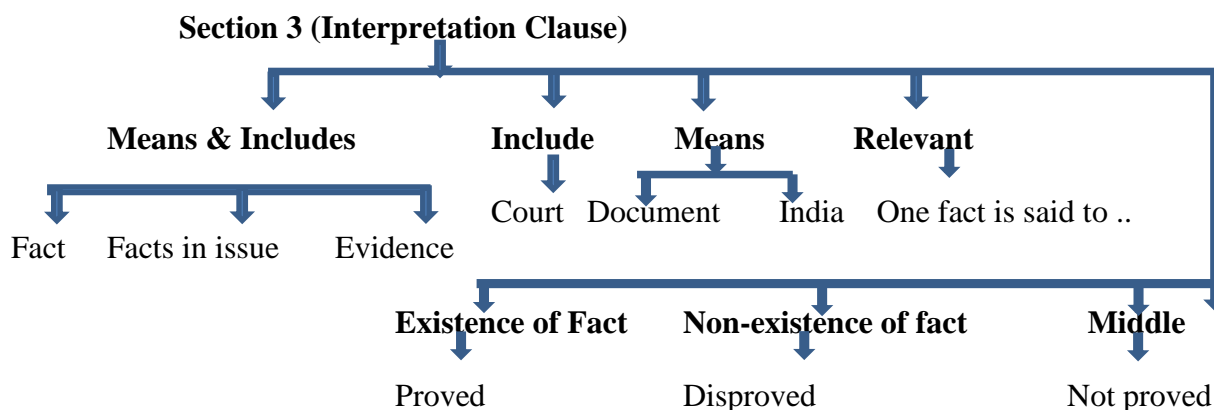 Section 3 (Interpretation Clause)
Means & Includes Include Means Relevant
Court Document India One fact is said to ..
Fact Facts in issue Evidence
Existence of Fact Non-existence of fact Middle
Proved Disproved Not proved